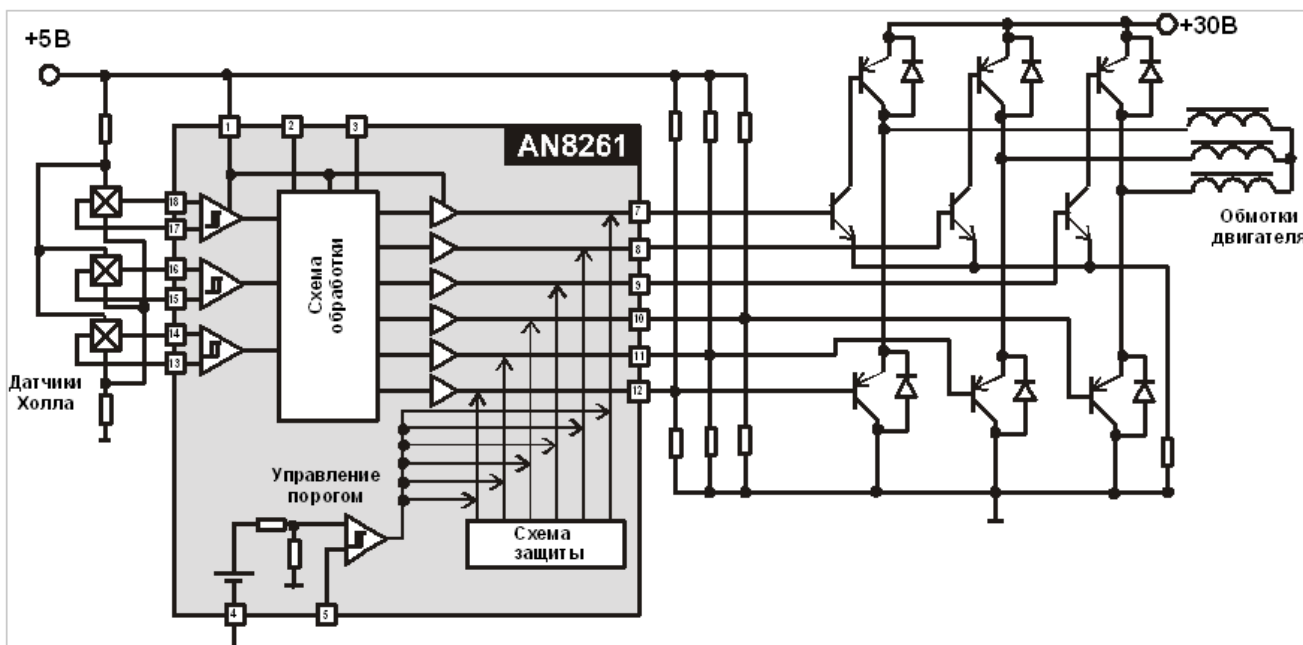 +5В
+30В
AN8261
1
2
3
18
17
16
15
14
13
7
8
9
10
11
12
4
5
Схема
обработки
Датчики
Холла
Обмотки
двигателя
Управление
порогом
Схема
защиты